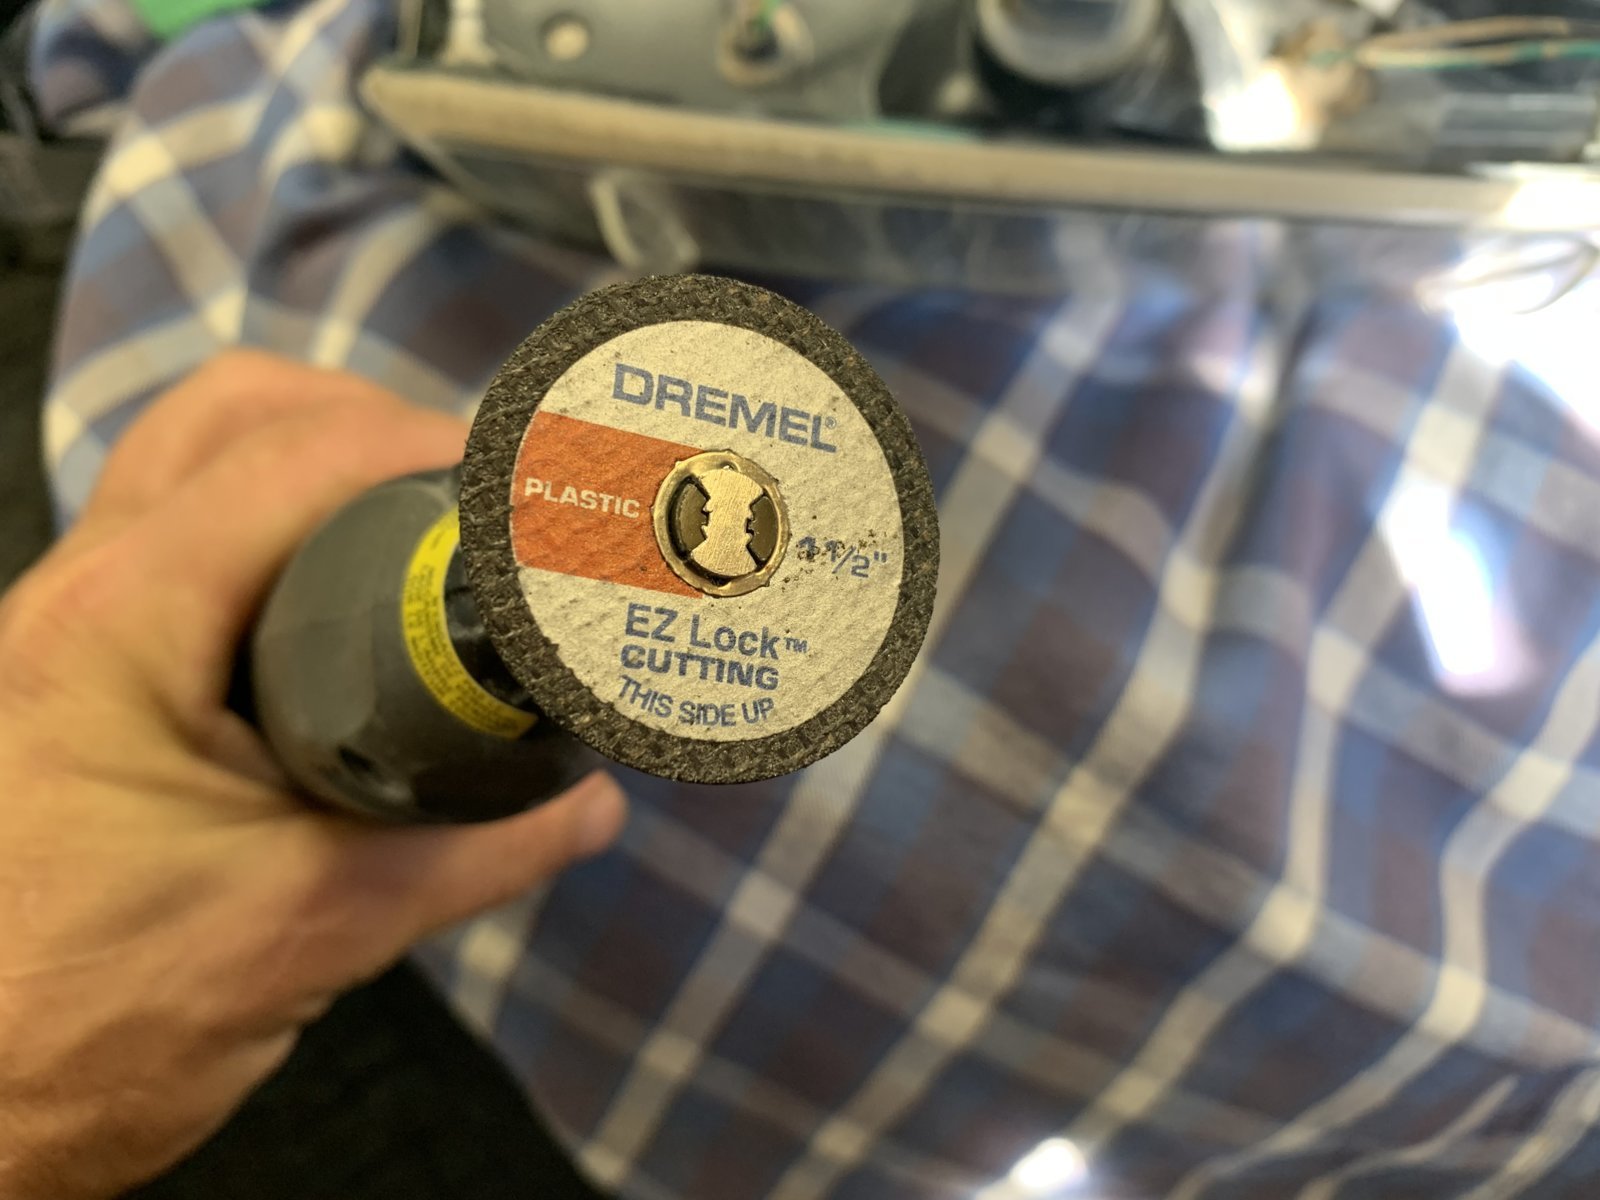 DREMEL®
PLASTIC
1 1/2"
EZ Lock™
CUTTING
THIS SIDE UP